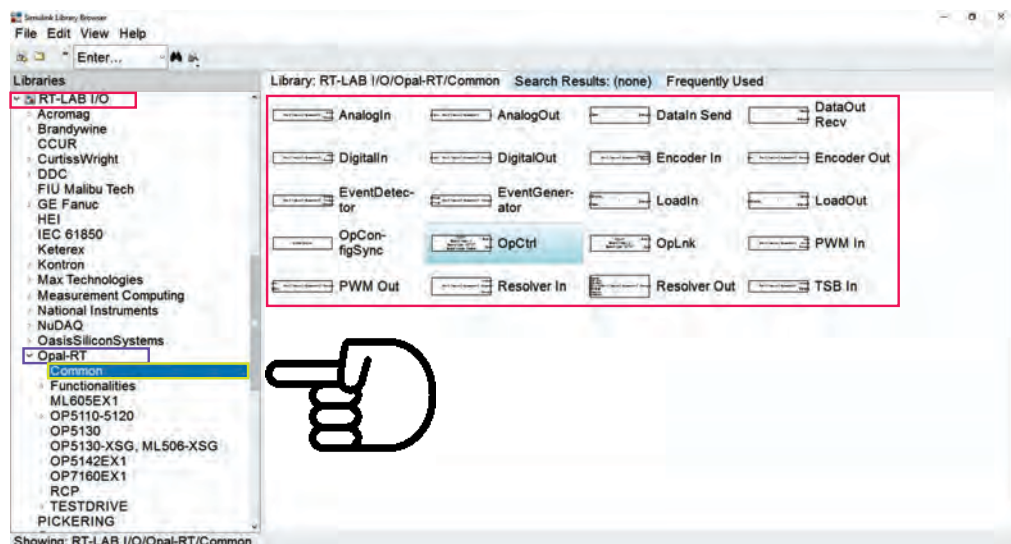 Simulink Library Browser
File Edit View Help
Enter...
Libraries
Library: RT-LAB I/O/Opal-RT/Common Search Results: (none) Frequently Used
RT-LAB I/O
Acromag
Brandywine
CCUR
CurtissWright
DDC
FIU Malibu Tech
GE Fanuc
HEI
IEC 61850
Keterex
Kontron
Max Technologies
Measurement Computing
National Instruments
NuDAQ
OasisSiliconSystems
Opal-RT
Common
Functionalities
ML605EX1
OP5110-5120
OP5130
OP5130-XSG, ML506-XSG
OP5142EX1
OP7160EX1
RCP
TESTDRIVE
PICKERING
AnalogIn
AnalogOut
DataIn Send
DataOut
Recv
DigitalIn
DigitalOut
Encoder In
Encoder Out
EventDetec-
tor
EventGener-
ator
LoadIn
LoadOut
OpCon-
figSync
OpCtrl
OpLnk
PWM In
PWM Out
Resolver In
Resolver Out
TSB In
Showing: RT-LAB I/O/Opal-RT/Common